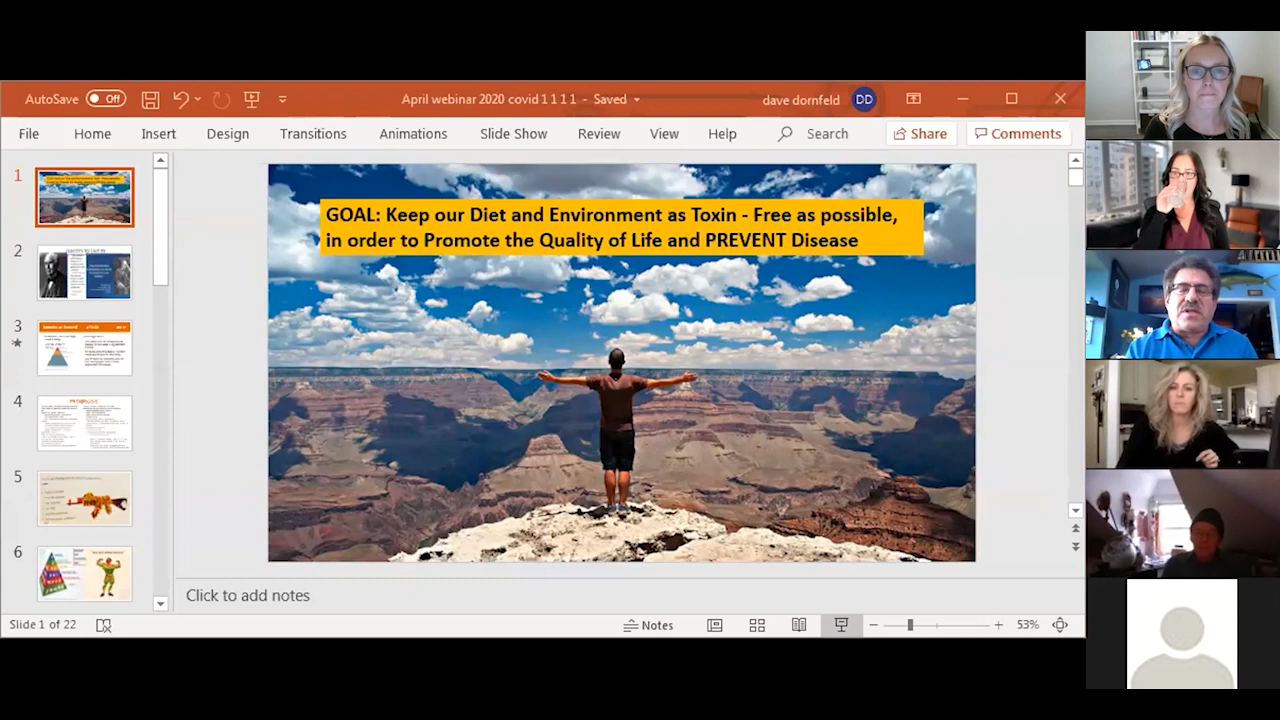 AutoSave Off April webinar 2020 covid 1 1 1 1 - Saved dave dornfeld DD
File Home Insert Design Transitions Animations Slide Show Review View Help Search Share Comments
1
2
3
4
5
6
GOAL: Keep our Diet and Environment as Toxin - Free as possible,
in order to Promote the Quality of Life and PREVENT Disease
Click to add notes
Slide 1 of 22 Notes 53%